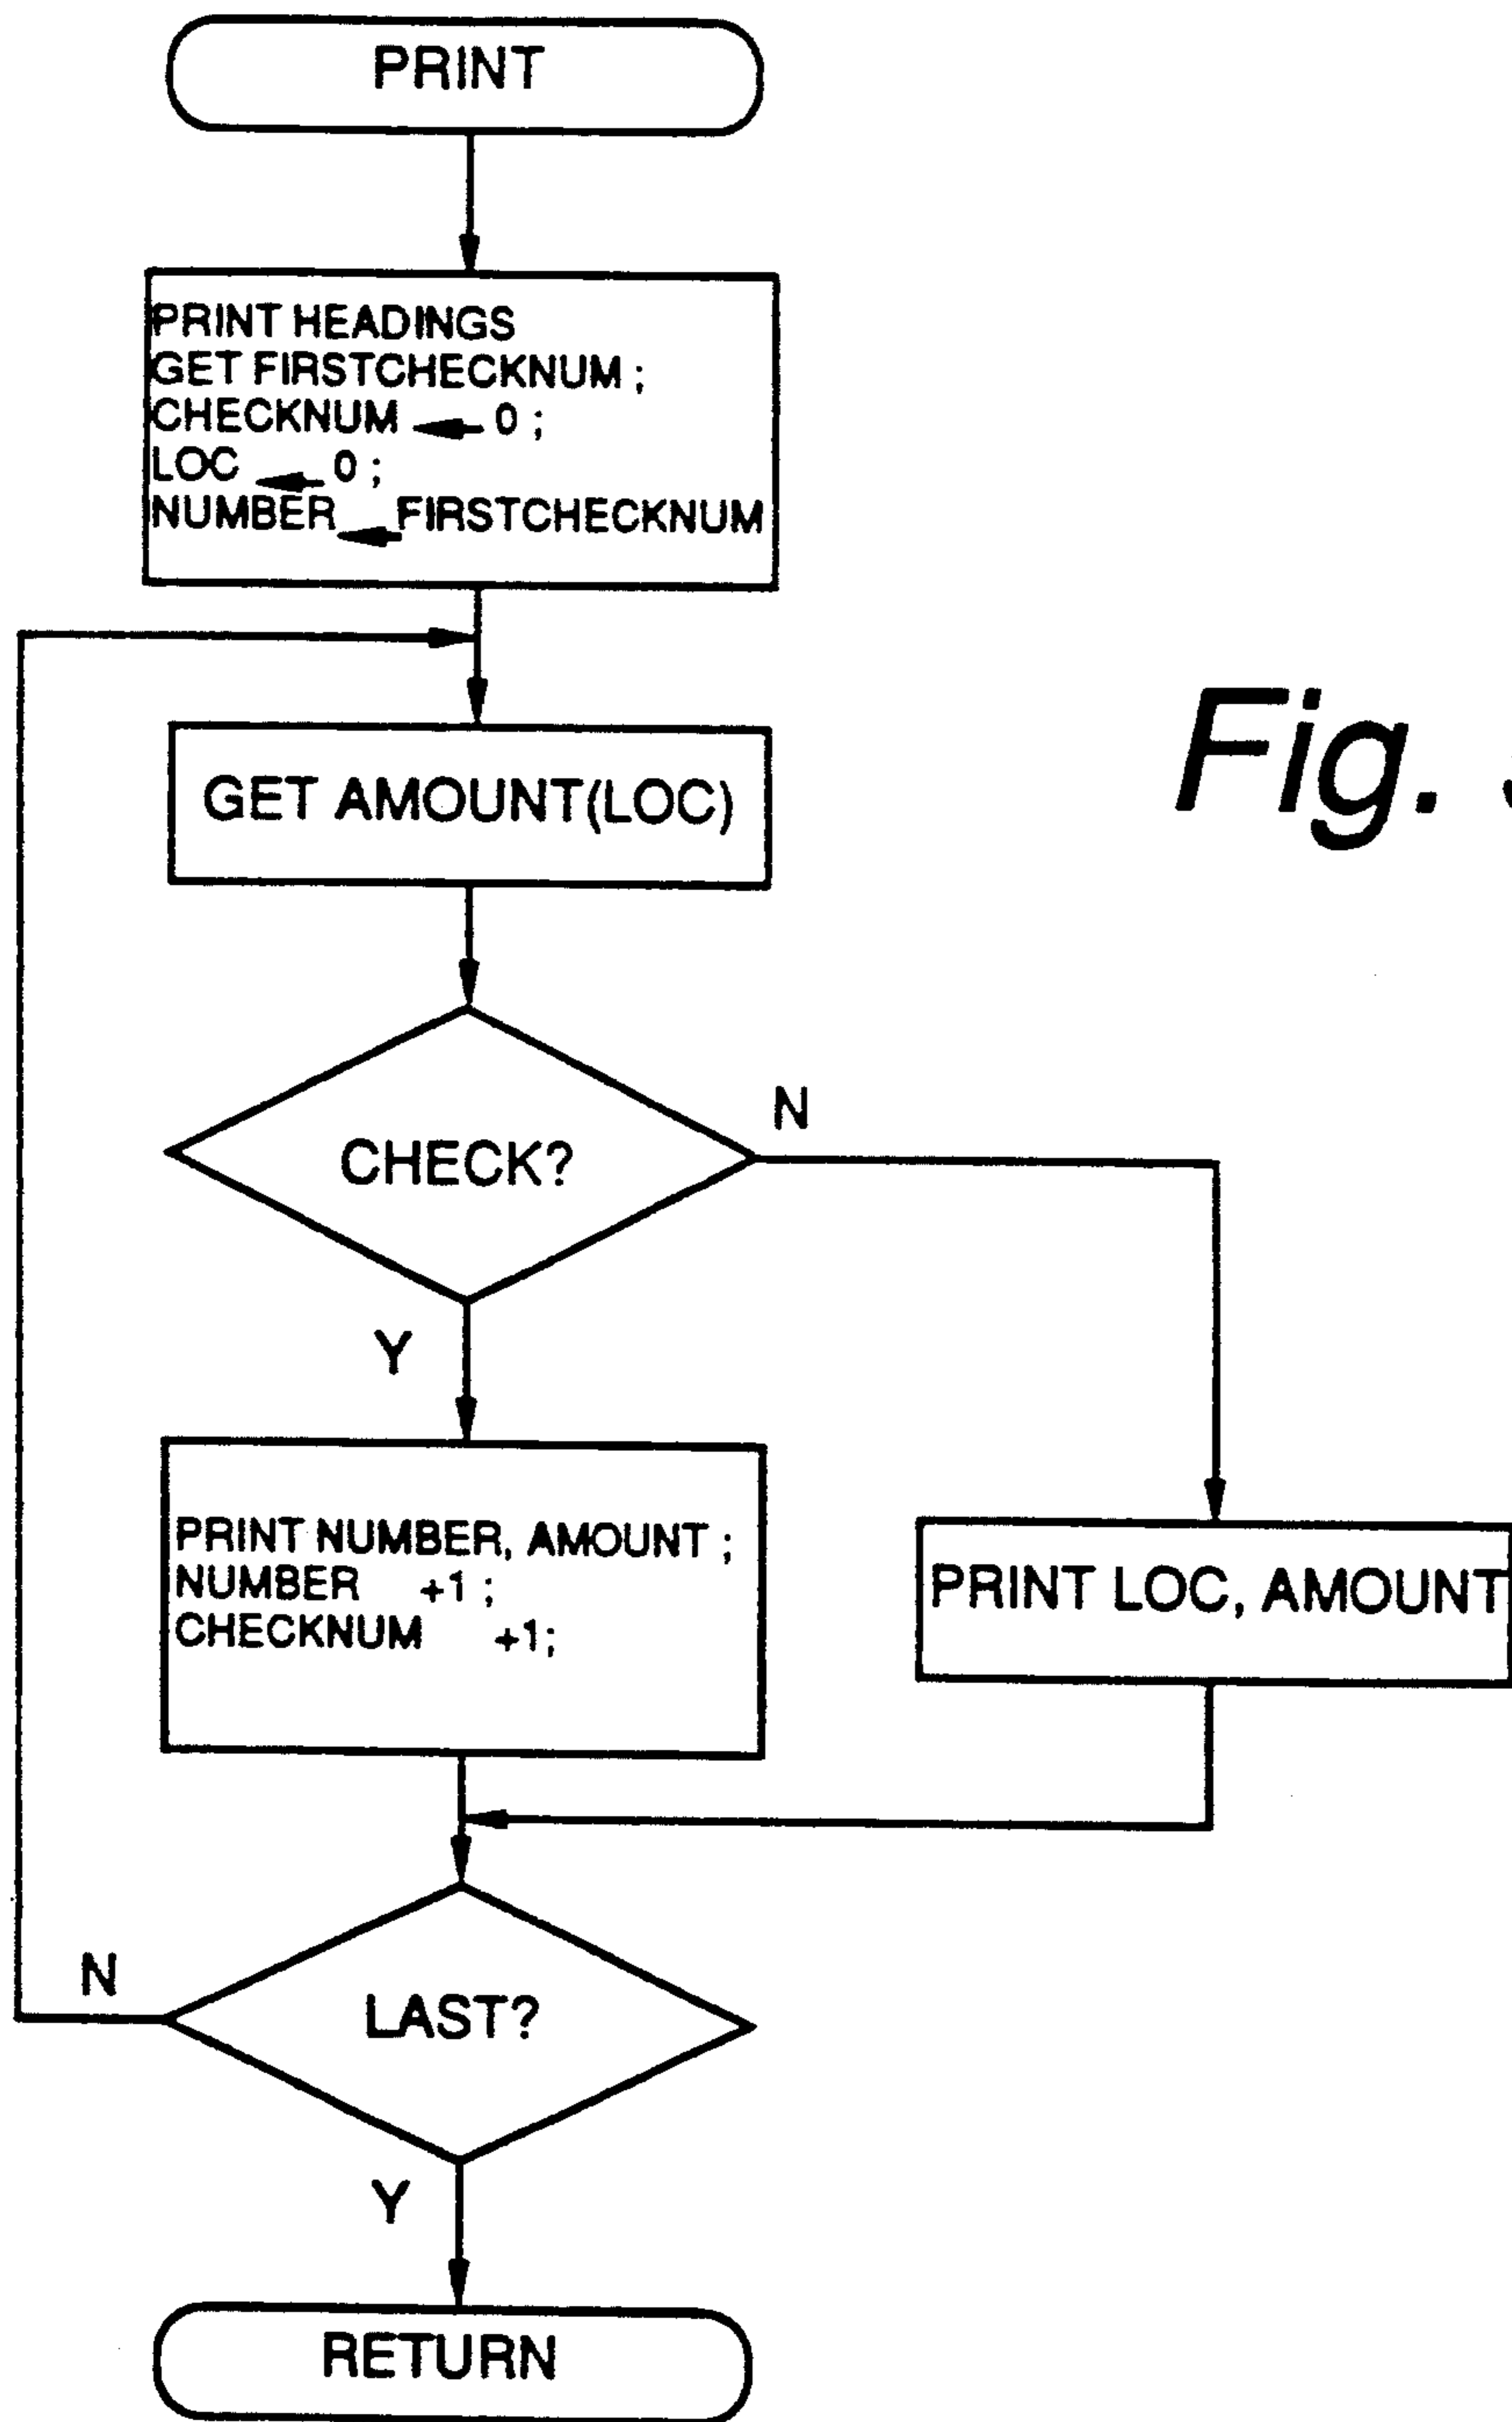 PRINT
PRINT HEADINGS
GET FIRSTCHECKNUM ;
CHECKNUM ← 0 ;
LOC ← 0 ;
NUMBER ← FIRSTCHECKNUM
GET AMOUNT(LOC)
Fig.
CHECK?
N
Y
PRINT NUMBER, AMOUNT ;
NUMBER +1 ;
CHECKNUM +1;
PRINT LOC, AMOUNT
LAST?
N
Y
RETURN